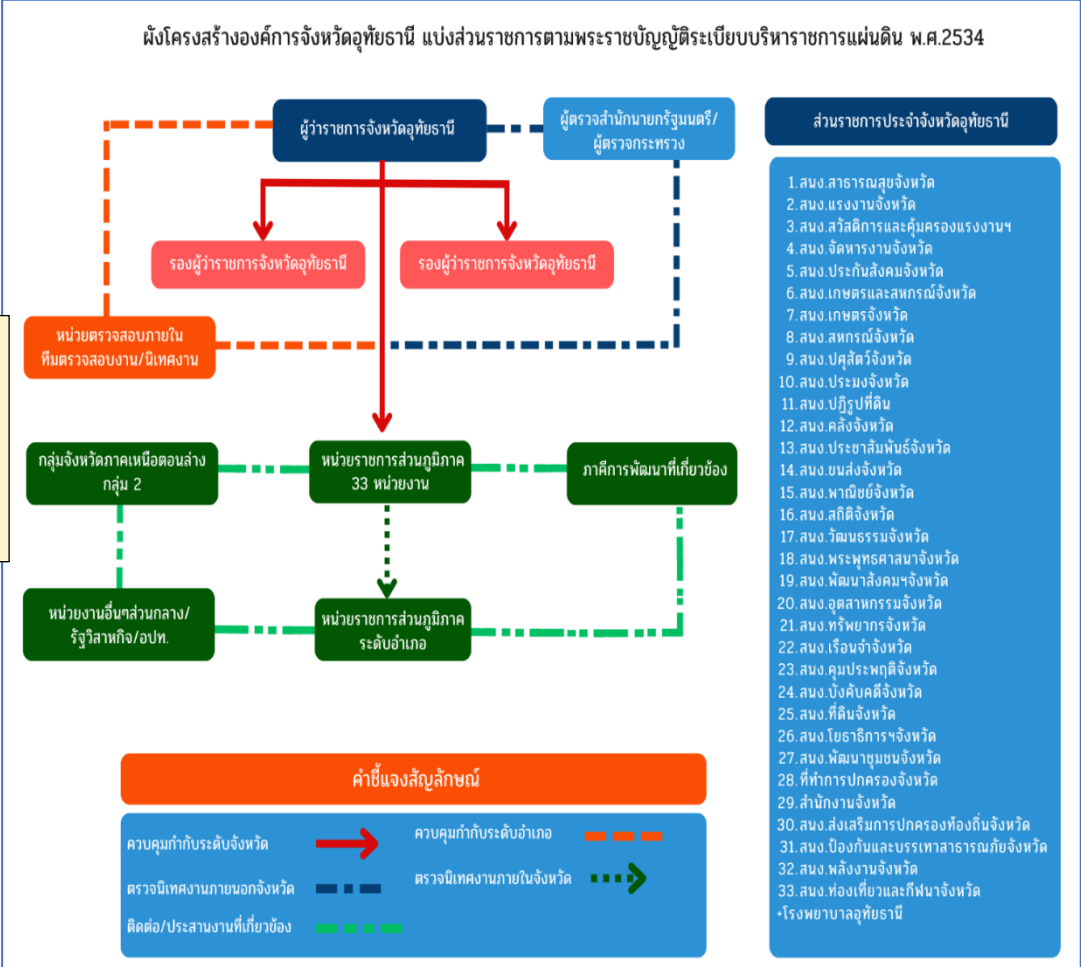 ผังโครงสร้างองค์การจังหวัดอุทัยธานี แบ่งส่วนราชการตามพระราชบัญญัติระเบียบบริหาราชการแผ่นดิน พ.ศ.2534
ผู้ว่าราชการจังหวัดอุทัยธานี
ผู้ตรวจสำนักนายกรัฐมนตรี/
ผู้ตรวจกระทรวง
รองผู้ว่าราชการจังหวัดอุทัยธานี
รองผู้ว่าราชการจังหวัดอุทัยธานี
หน่วยตรวจสอบภายใน
ทีมตรวจสอบงาน/นิเทศงาน
กลุ่มจังหวัดภาคเหนือตอนล่าง
กลุ่ม 2
หน่วยราชการส่วนภูมิภาค
33 หน่วยงาน
ภาคีการพัฒนาที่เกี่ยวข้อง
หน่วยงานอื่นๆส่วนกลาง/
รัฐวิสาหกิจ/อปท.
หน่วยราชการส่วนภูมิภาค
ระดับอำเภอ
คำชี้แจงสัญลักษณ์
ควบคุมกำกับระดับจังหวัด
ควบคุมกำกับระดับอำเภอ
ตรวจนิเทศงานภายนอกจังหวัด
ตรวจนิเทศงานภายในจังหวัด
ติดต่อ/ประสานงานที่เกี่ยวข้อง
ส่วนราชการประจำจังหวัดอุทัยธานี
1.สนง.สาธารณสุขจังหวัด
2.สนง.แรงงานจังหวัด
3.สนง.สวัสดิการและคุ้มครองแรงงานฯ
4.สนง.จัดหารงานจังหวัด
5.สนง.ประกันสังคมจังหวัด
6.สนง.เกษตรและสหกรณ์จังหวัด
7.สนง.เกษตรจังหวัด
8.สนง.สหกรณ์จังหวัด
9.สนง.ปศุสัตว์จังหวัด
10.สนง.ประมงจังหวัด
11.สนง.ปฏิรูปที่ดิน
12.สนง.คลังจังหวัด
13.สนง.ประชาสัมพันธ์จังหวัด
14.สนง.ขนส่งจังหวัด
15.สนง.พาณิชย์จังหวัด
16.สนง.สถิติจังหวัด
17.สนง.วัฒนธรรมจังหวัด
18.สนง.พระพุทธศาสนาจังหวัด
19.สนง.พัฒนาสังคมฯจังหวัด
20.สนง.อุตสาหกรรมจังหวัด
21.สนง.ทรัพยากรจังหวัด
22.สนง.เรือนจำจังหวัด
23.สนง.คุมประพฤติจังหวัด
24.สนง.บังคับคดีจังหวัด
25.สนง.ที่ดินจังหวัด
26.สนง.โยธาธิการฯจังหวัด
27.สนง.พัฒนาชุมชนจังหวัด
28.ที่ทำการปกครองจังหวัด
29.สำนักงานจังหวัด
30.สนง.ส่งเสริมการปกครองท้องถิ่นจังหวัด
31.สนง.ป้องกันและบรรเทาสาธารณภัยจังหวัด
32.สนง.พลังงานจังหวัด
33.สนง.ท่องเที่ยวและกีฬนาจังหวัด
+โรงพยาบาลอุทัยธานี